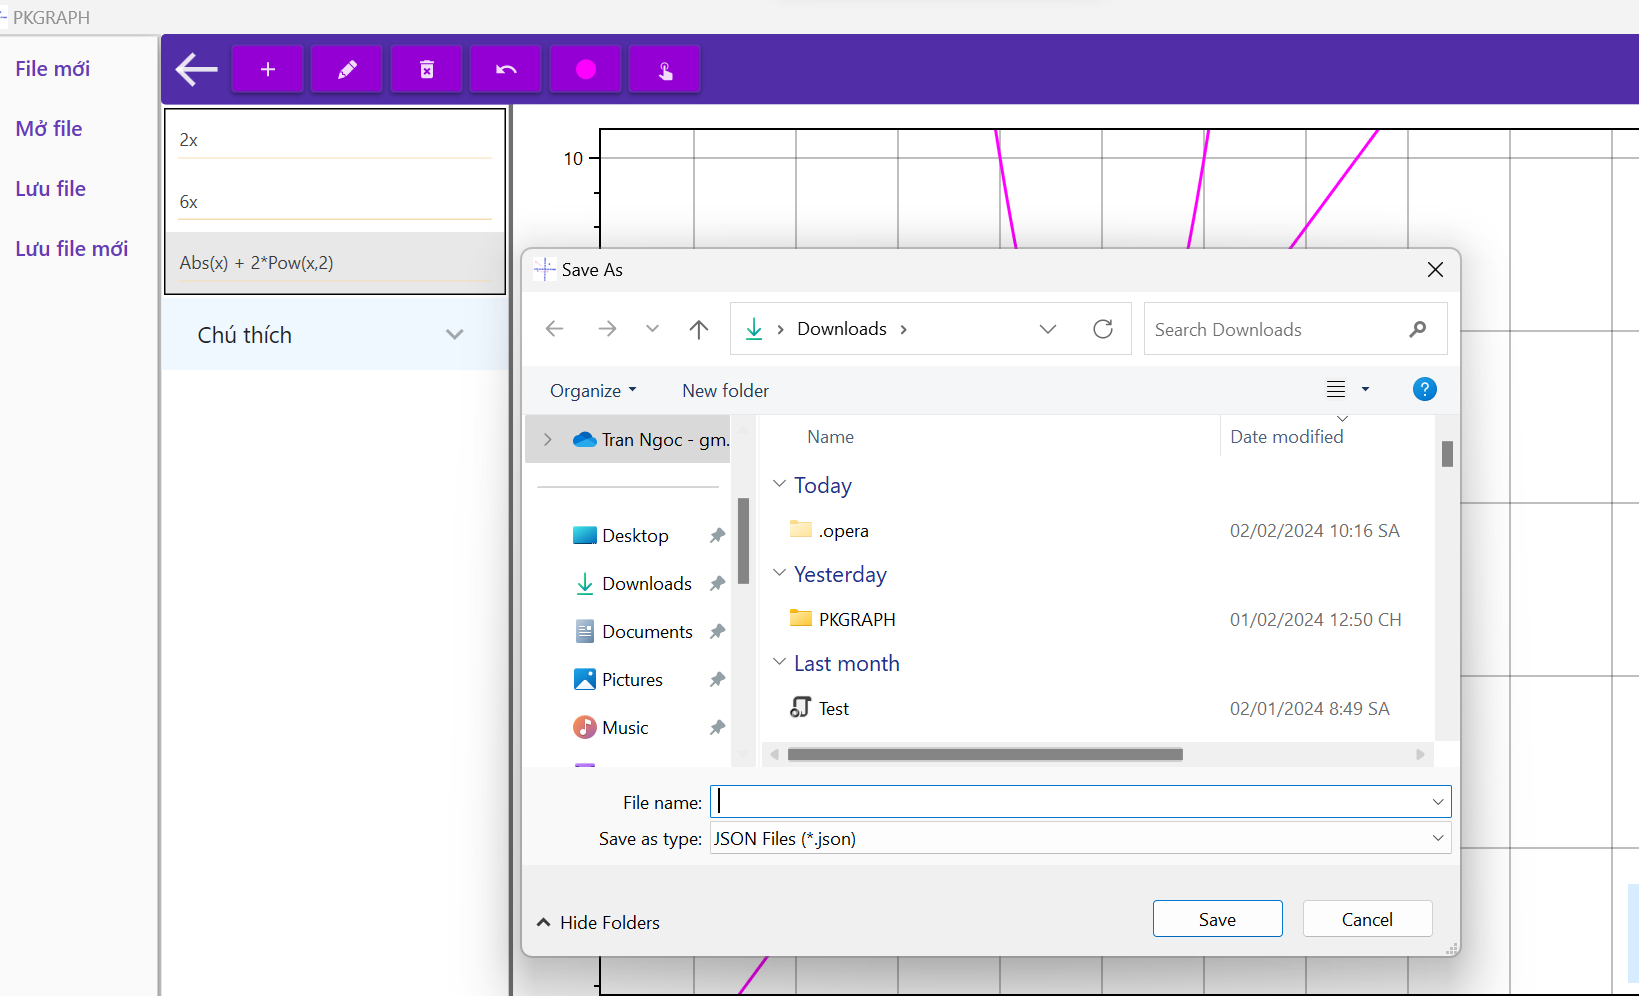 PKGRAPH
File mới
Mở file
Lưu file
Lưu file mới
2x
6x
Abs(x) + 2*Pow(x,2)
Chú thích
10
Save As
Downloads
Search Downloads
Organize
New folder
?
Tran Ngoc - gm.
Desktop
Downloads
Documents
Pictures
Music
Name
Date modified
Today
.opera
02/02/2024 10:16 SA
Yesterday
PKGRAPH
01/02/2024 12:50 CH
Last month
Test
02/01/2024 8:49 SA
File name:
Save as type:
JSON Files (*.json)
Hide Folders
Save
Cancel